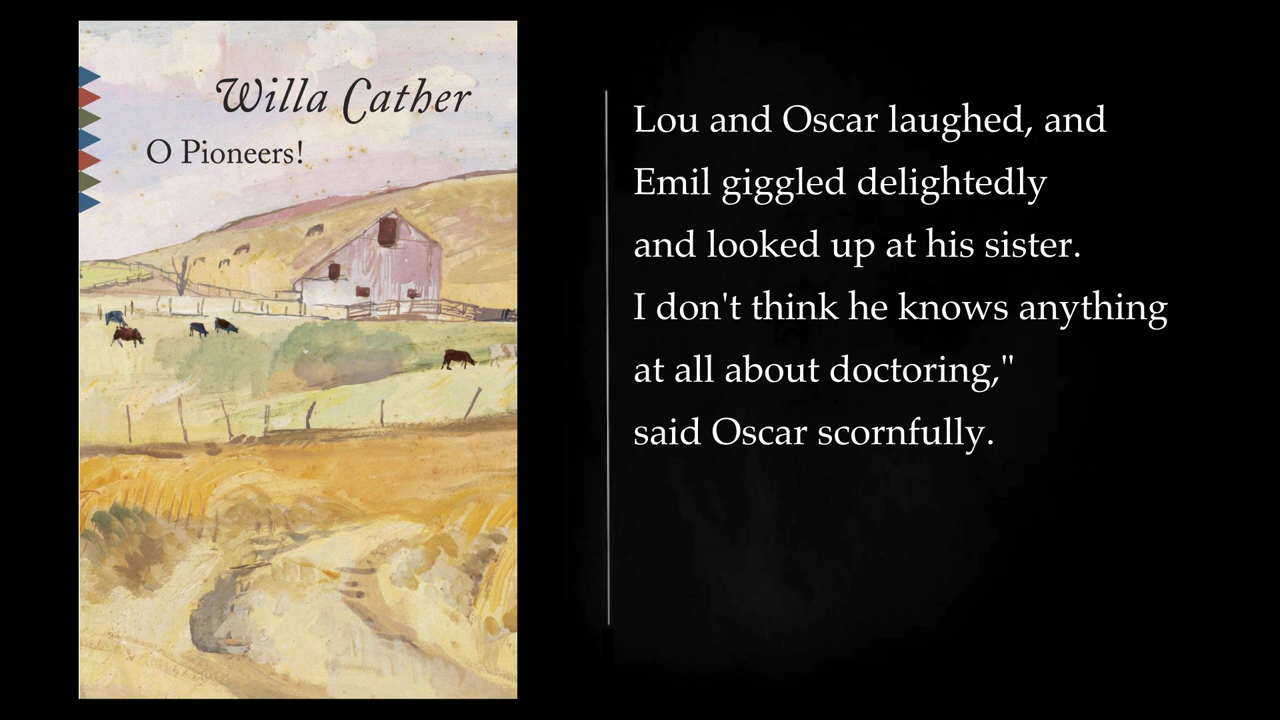 Willa Cather
O Pioneers!
Lou and Oscar laughed, and
Emil giggled delightedly
and looked up at his sister.
I don't think he knows anything
at all about doctoring,"
said Oscar scornfully.